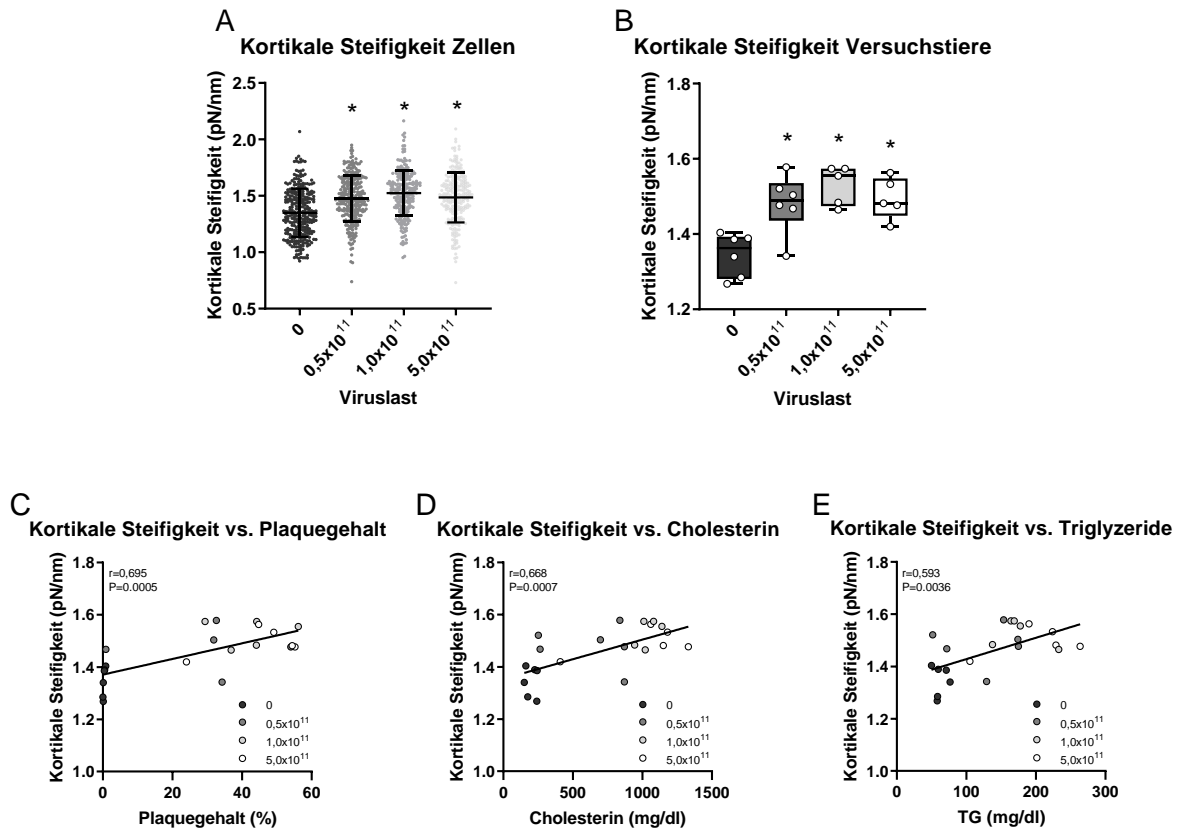 A
Kortikale Steifigkeit Zellen
Kortikale Steifigkeit (pN/nm)
2.5
2.0
1.5
1.0
0.5
* * *
0 0,5x10¹¹ 1,0x10¹¹ 5,0x10¹¹
Viruslast
B
Kortikale Steifigkeit Versuchstiere
Kortikale Steifigkeit (pN/nm)
1.8
1.6
1.4
1.2
* * *
0 0,5x10¹¹ 1,0x10¹¹ 5,0x10¹¹
Viruslast
C
Kortikale Steifigkeit vs. Plaquegehalt
Kortikale Steifigkeit (pN/nm)
1.8
1.6
1.4
1.2
1.0
r=0,695
P=0.0005
0
0,5x10¹¹
1,0x10¹¹
5,0x10¹¹
0 20 40 60
Plaquegehalt (%)
D
Kortikale Steifigkeit vs. Cholesterin
Kortikale Steifigkeit (pN/nm)
1.8
1.6
1.4
1.2
1.0
r=0,668
P=0.0007
0
0,5x10¹¹
1,0x10¹¹
5,0x10¹¹
0 500 1000 1500
Cholesterin (mg/dl)
E
Kortikale Steifigkeit vs. Triglyzeride
Kortikale Steifigkeit (pN/nm)
1.8
1.6
1.4
1.2
1.0
r=0,593
P=0.0036
0
0,5x10¹¹
1,0x10¹¹
5,0x10¹¹
0 100 200 300
TG (mg/dl)